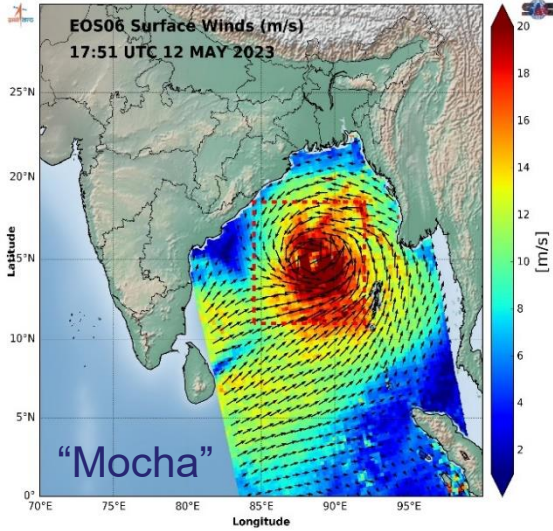 EOS06 Surface Winds (m/s)
17:51 UTC 12 MAY 2023
25°N
20°N
15°N
10°N
5°N
0°
70°E
75°E
80°E
85°E
90°E
95°E
Latitude
Longitude
“Mocha”
20
18
16
14
12
10
8
6
4
2
[m/s]